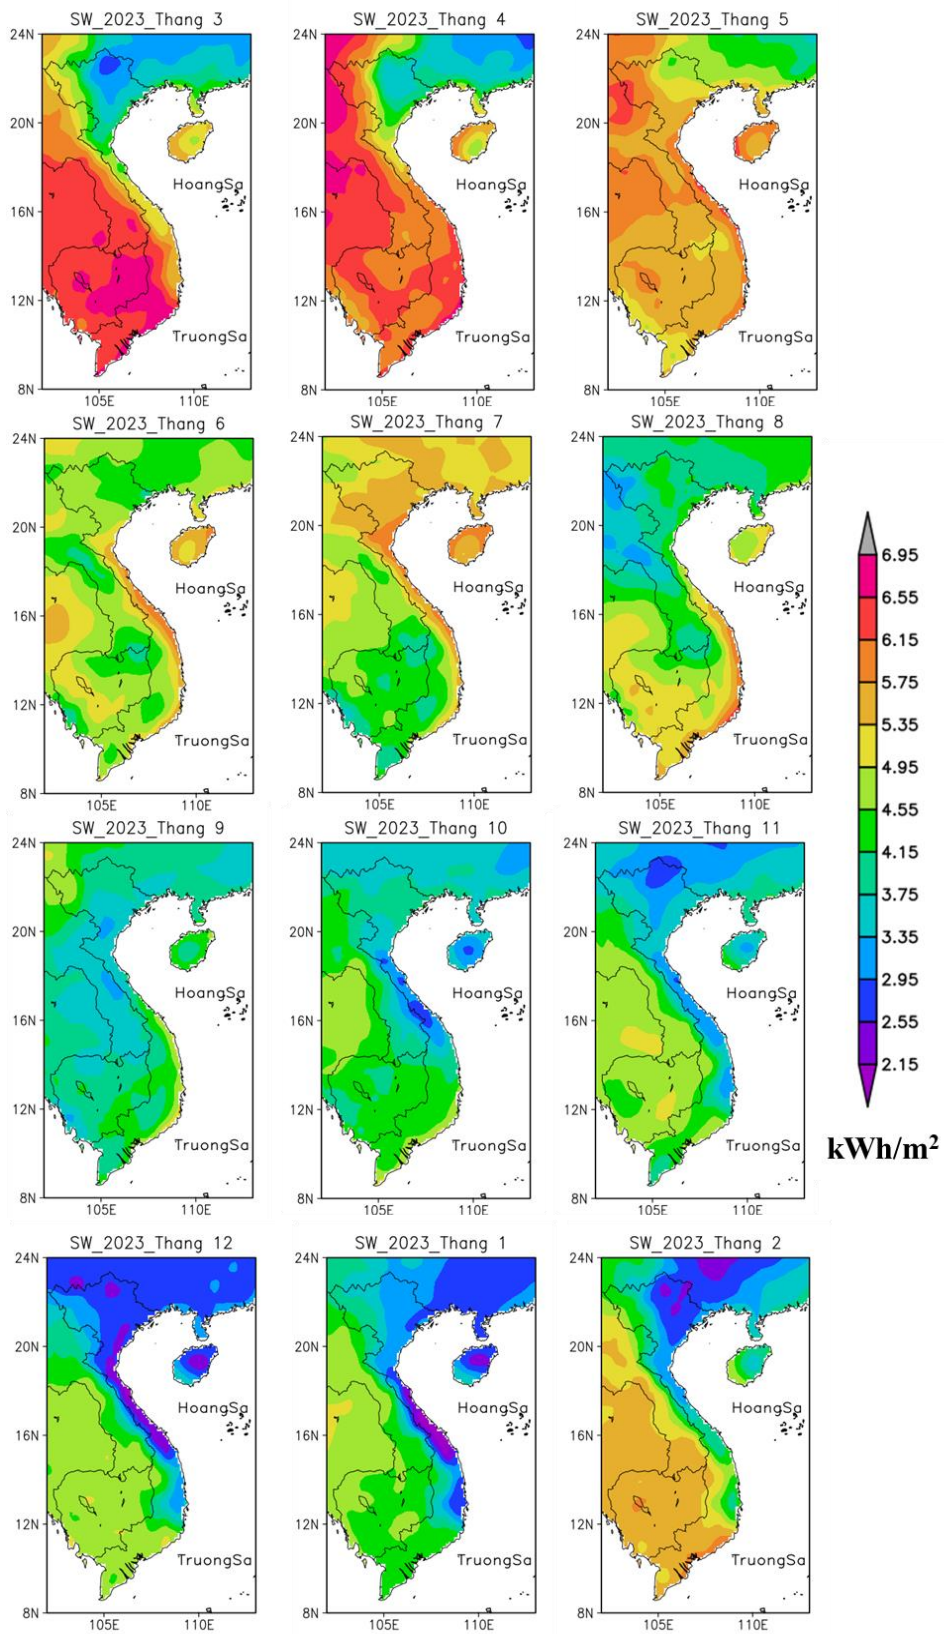 SW_2023_Thang 3
SW_2023_Thang 4
SW_2023_Thang 5
24N
20N
16N
12N
8N
105E
110E
HoangSa
TruongSa
24N
20N
16N
12N
8N
105E
110E
HoangSa
TruongSa
24N
20N
16N
12N
8N
105E
110E
HoangSa
TruongSa
SW_2023_Thang 6
SW_2023_Thang 7
SW_2023_Thang 8
24N
20N
16N
12N
8N
105E
110E
HoangSa
TruongSa
24N
20N
16N
12N
8N
105E
110E
HoangSa
TruongSa
24N
20N
16N
12N
8N
105E
110E
HoangSa
TruongSa
SW_2023_Thang 9
SW_2023_Thang 10
SW_2023_Thang 11
24N
20N
16N
12N
8N
105E
110E
HoangSa
TruongSa
24N
20N
16N
12N
8N
105E
110E
HoangSa
TruongSa
24N
20N
16N
12N
8N
105E
110E
HoangSa
TruongSa
SW_2023_Thang 12
SW_2023_Thang 1
SW_2023_Thang 2
24N
20N
16N
12N
8N
105E
110E
HoangSa
TruongSa
24N
20N
16N
12N
8N
105E
110E
HoangSa
TruongSa
24N
20N
16N
12N
8N
105E
110E
HoangSa
TruongSa
6.95
6.55
6.15
5.75
5.35
4.95
4.55
4.15
3.75
3.35
2.95
2.55
2.15
kWh/m²